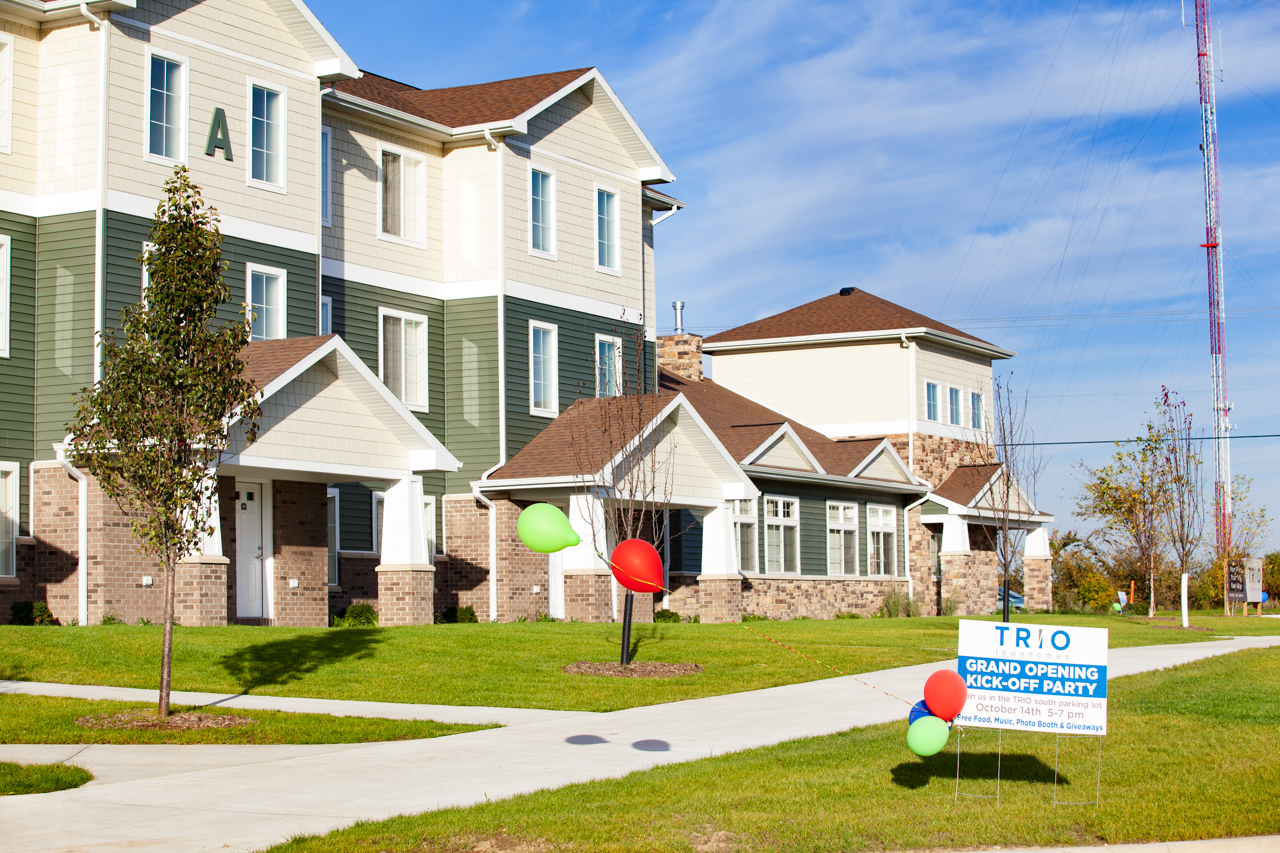 A
TRIO
townhomes
GRAND OPENING
KICK-OFF PARTY
in us in the TRIO south parking lot
October 14th 5-7 pm
Free Food, Music, Photo Booth & Giveaways